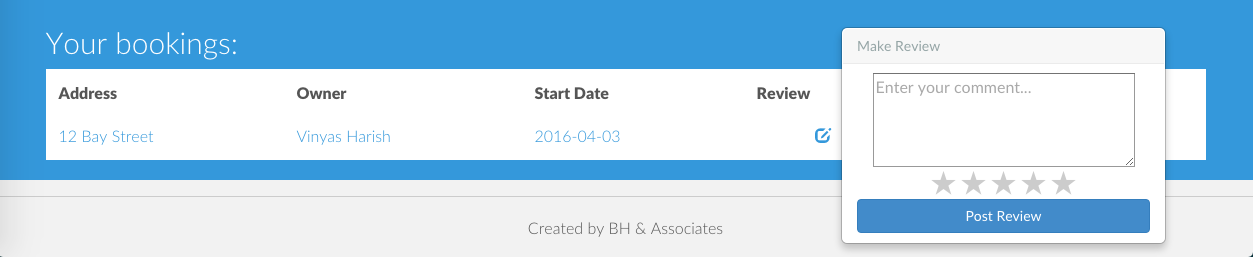 Your bookings:
Address Owner Start Date Review
12 Bay Street Vinyas Harish 2016-04-03
Make Review
Enter your comment...
Post Review
Created by BH & Associates